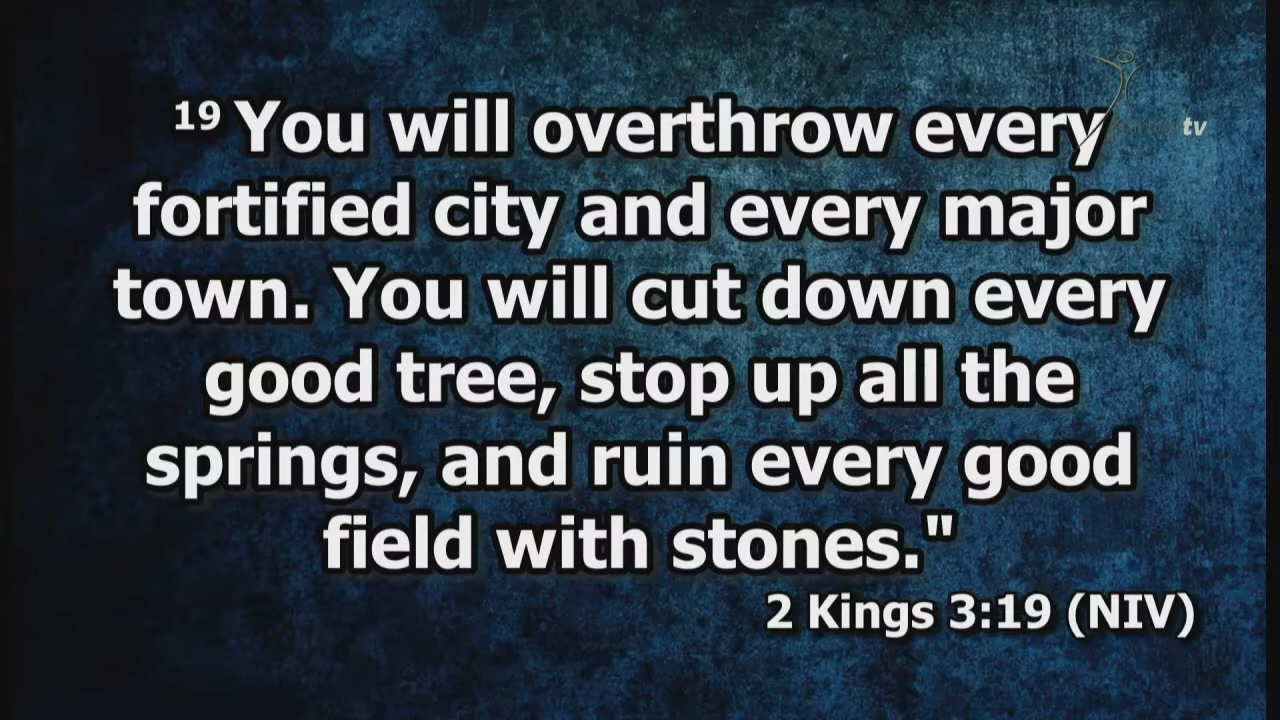 19 You will overthrow every
fortified city and every major
town. You will cut down every
good tree, stop up all the
springs, and ruin every good
field with stones."
2 Kings 3:19 (NIV)
tv